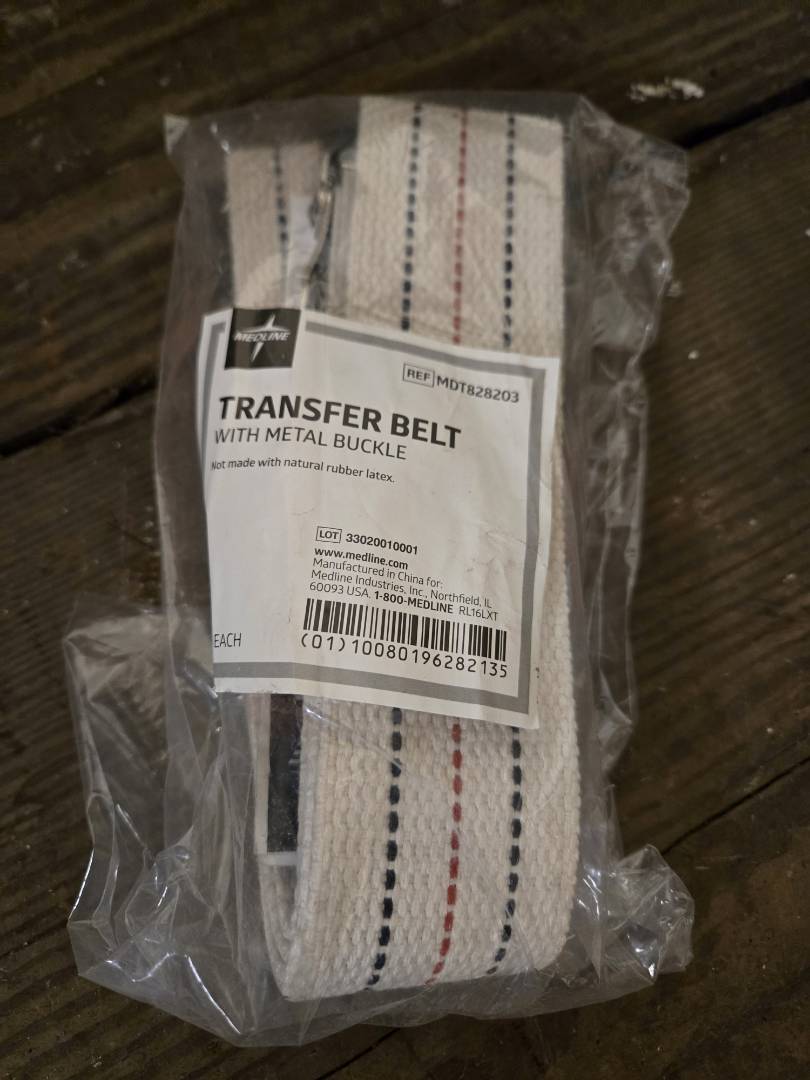 MEDLINE
REF MDT828203
TRANSFER BELT
WITH METAL BUCKLE
Not made with natural rubber latex.
LOT 33020010001
www.medline.com
Manufactured in China for:
Medline Industries, Inc., Northfield, IL
60093 USA. 1-800-MEDLINE RL16LXT
EACH
(01)10080196282135